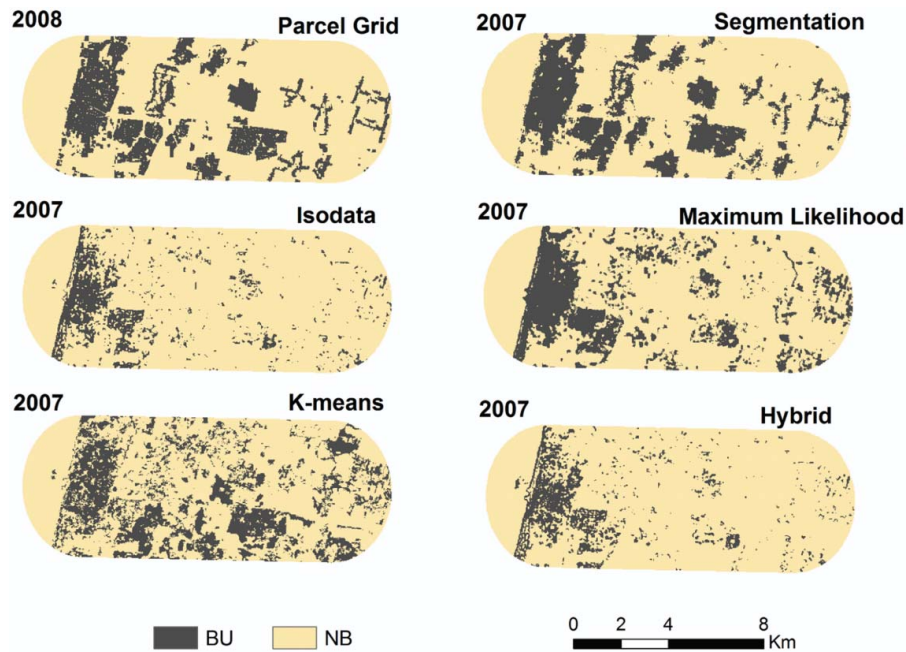 2008
Parcel Grid
2007
Segmentation
2007
Isodata
2007
Maximum Likelihood
2007
K-means
2007
Hybrid
BU
NB
0 2 4 8
Km